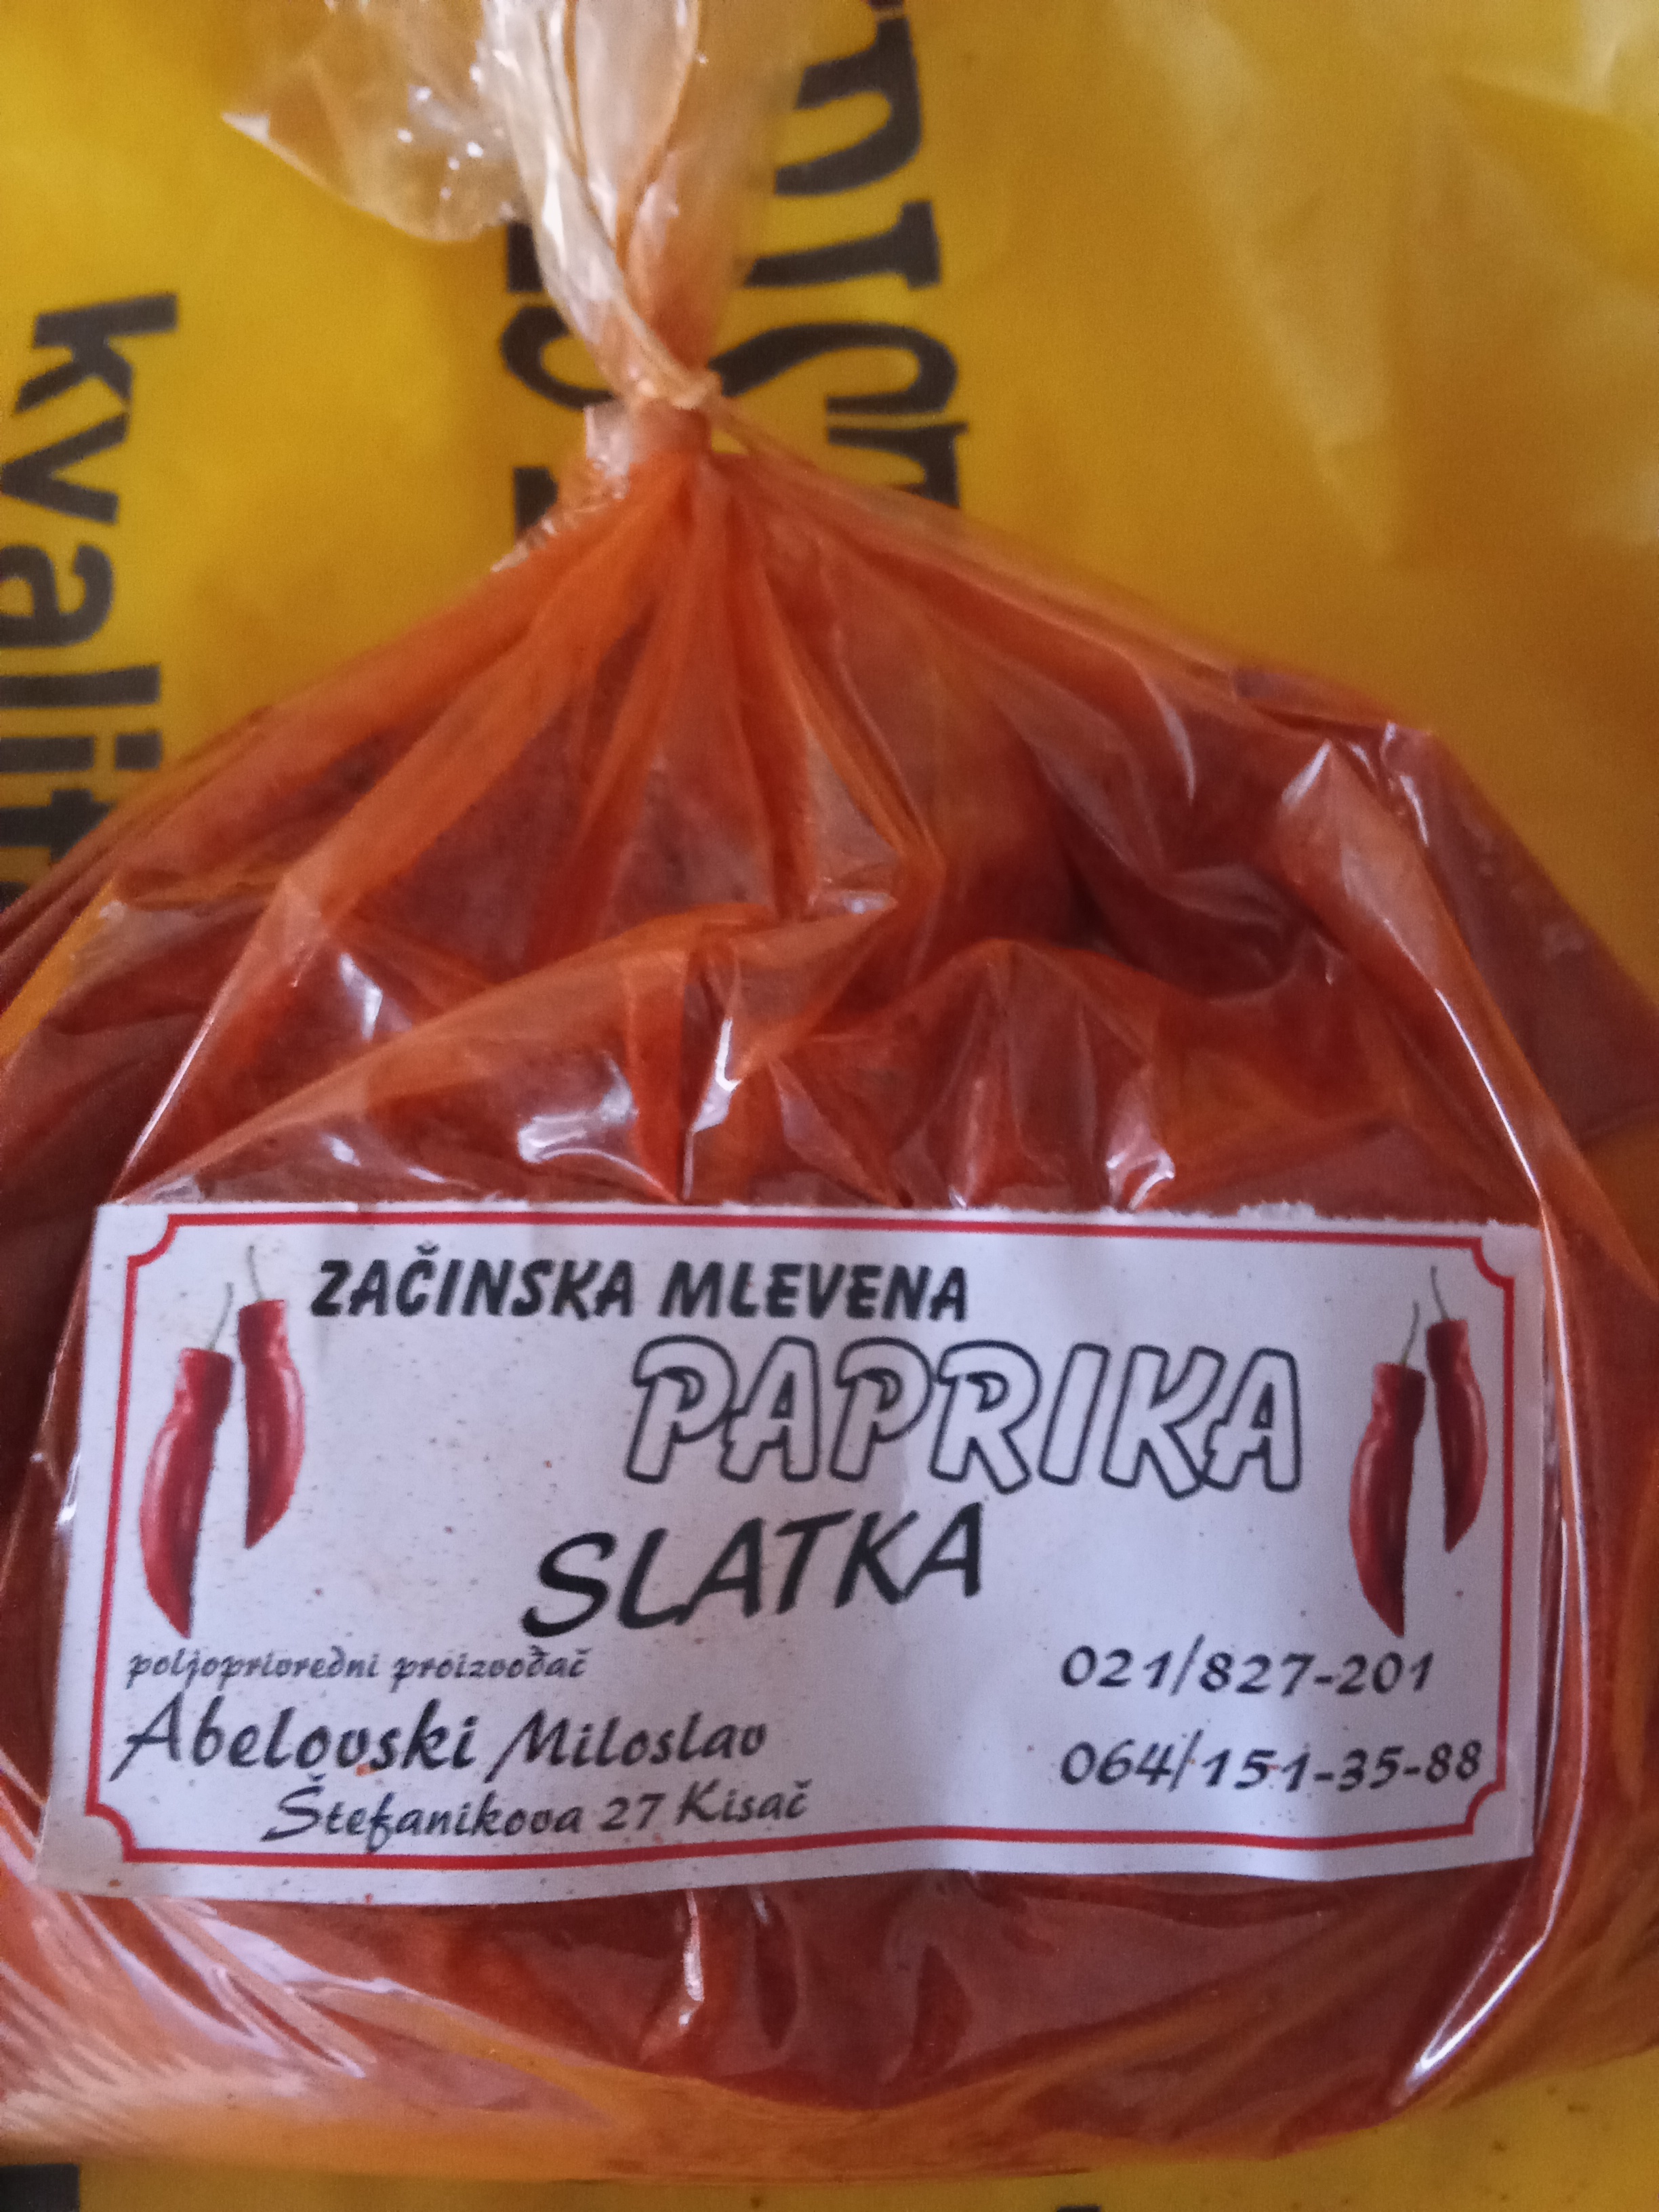 kvalit
ZAČINSKA MLEVENA
PAPRIKA
SLATKA
poljoprivredni proizvođač
Abelovski Miloslav
Štefanikova 27 Kisač
021/827-201
064/151-35-88